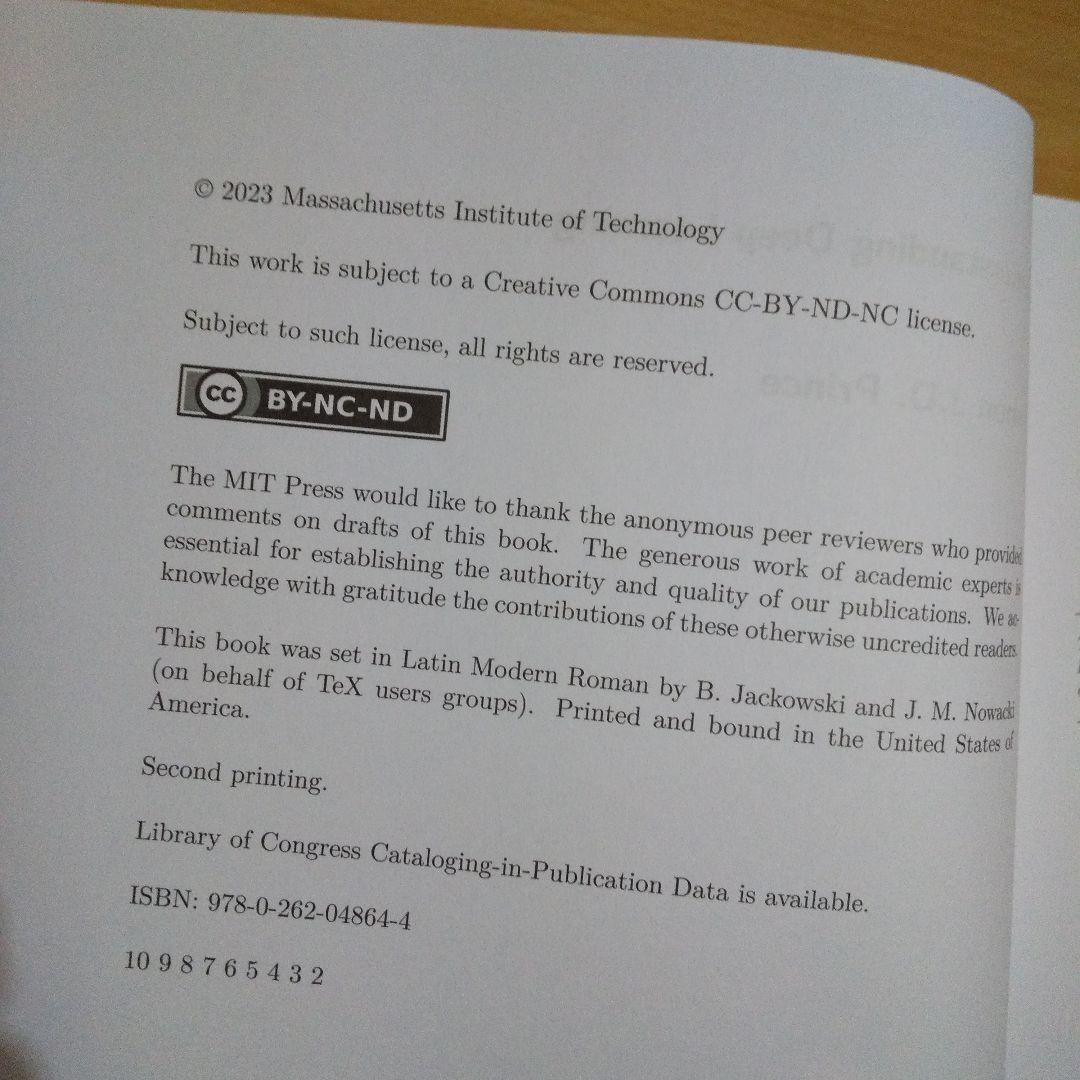 © 2023 Massachusetts Institute of Technology
This work is subject to a Creative Commons CC-BY-ND-NC license.
Subject to such license, all rights are reserved.
CC BY-NC-ND
The MIT Press would like to thank the anonymous peer reviewers who provided
comments on drafts of this book. The generous work of academic experts is
essential for establishing the authority and quality of our publications. We ac-
knowledge with gratitude the contributions of these otherwise uncredited readers.
This book was set in Latin Modern Roman by B. Jackowski and J. M. Nowacki
(on behalf of TeX users groups). Printed and bound in the United States of
America.
Second printing.
Library of Congress Cataloging-in-Publication Data is available.
ISBN: 978-0-262-04864-4
10 9 8 7 6 5 4 3 2